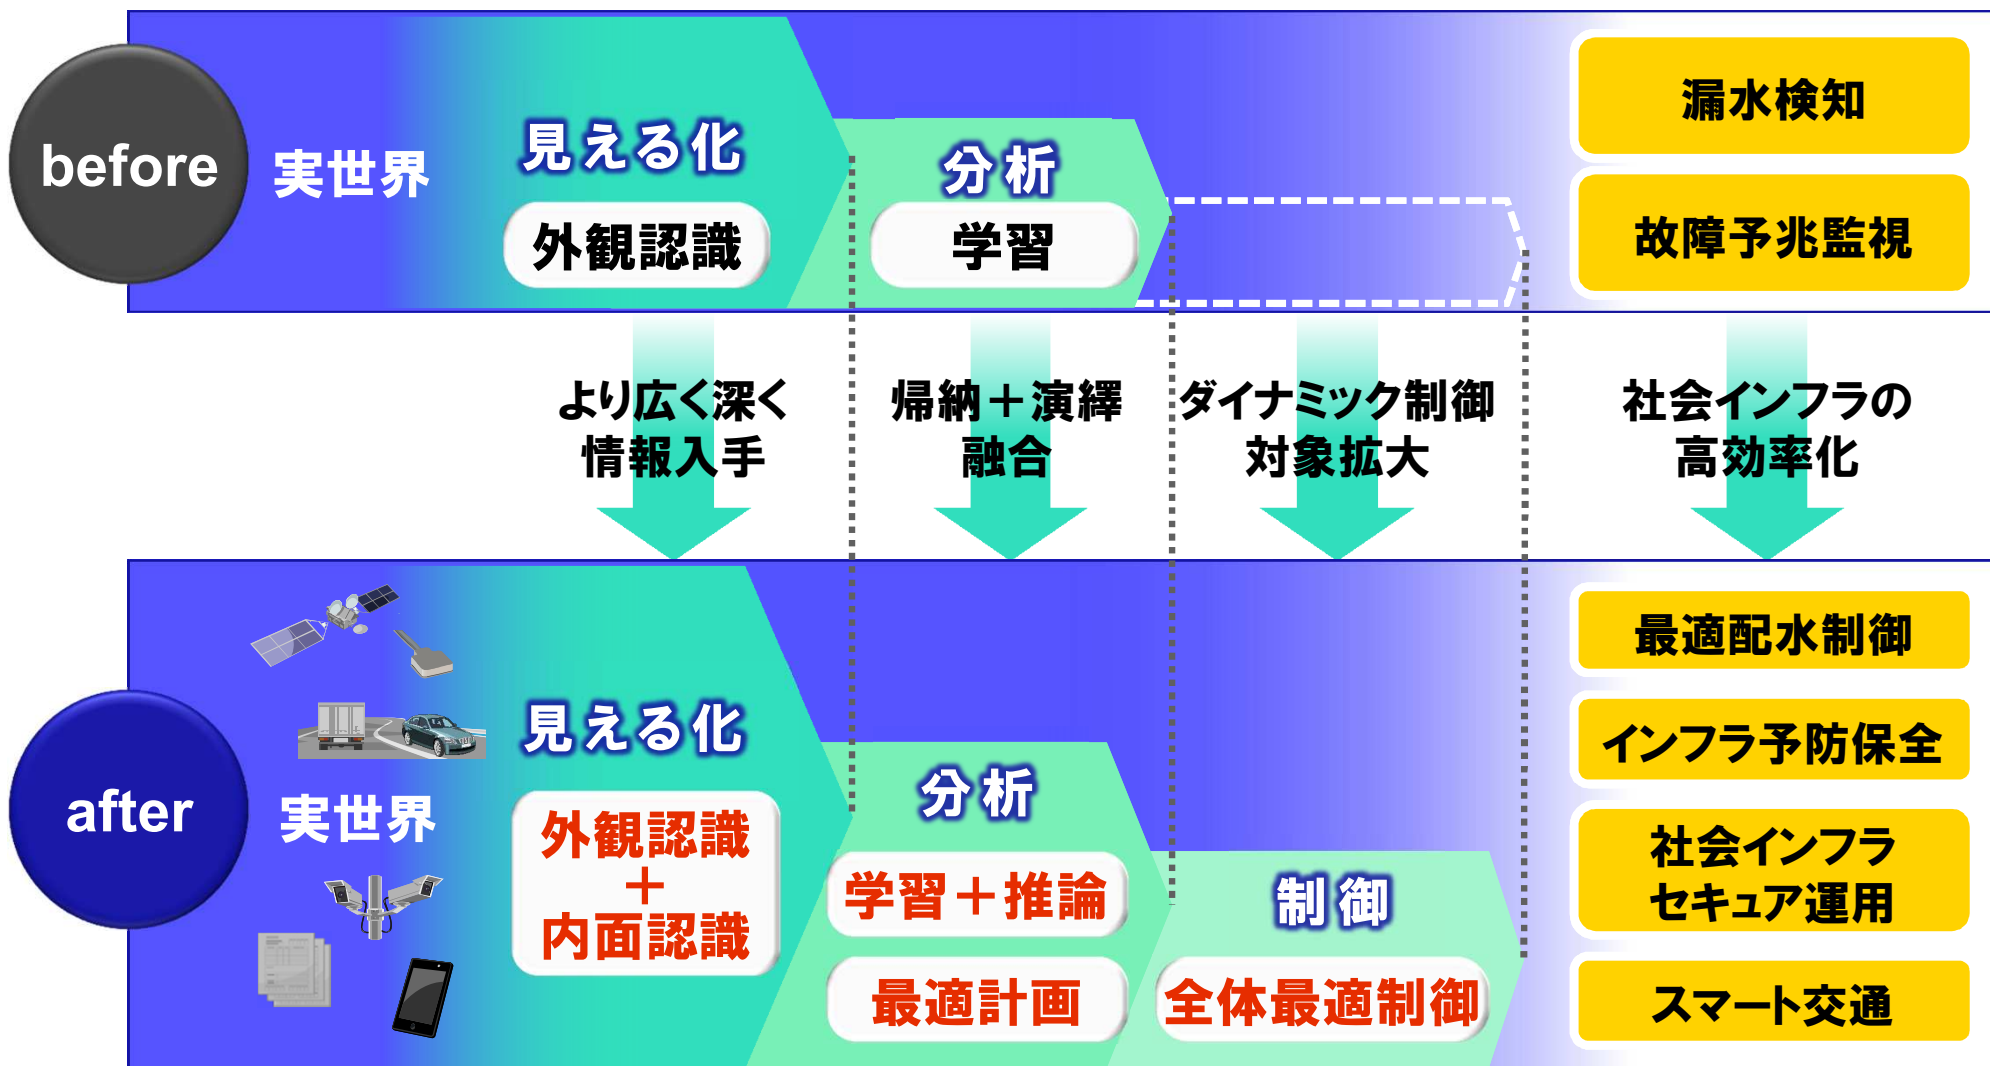 before
実世界
見える化
外観認識
分析
学習
漏水検知
故障予兆監視
より広く深く
情報入手
帰納＋演繹
融合
ダイナミック制御
対象拡大
社会インフラの
高効率化
after
実世界
見える化
外観認識
＋
内面認識
分析
学習＋推論
最適計画
制御
全体最適制御
最適配水制御
インフラ予防保全
社会インフラ
セキュア運用
スマート交通